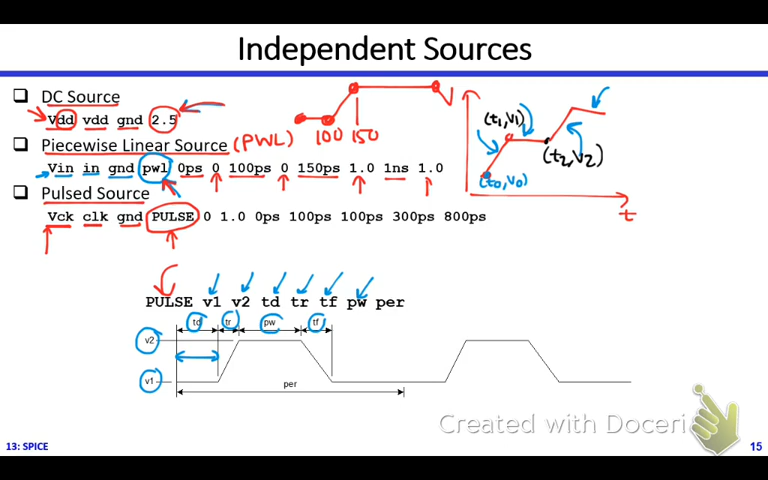 Independent Sources
DC Source
Vdd vdd gnd 2.5
Piecewise Linear Source (PWL)
Vin in gnd pwl 0ps 0 100ps 0 150ps 1.0 1ns 1.0
Pulsed Source
Vck clk gnd PULSE 0 1.0 0ps 100ps 100ps 300ps 800ps
100 150
V
(t1,V1)
(t2,V2)
(t0,V0)
t
PULSE v1 v2 td tr tf pw per
td tr pw tf
v2
v1
per
Created with Doceri
13: SPICE
15